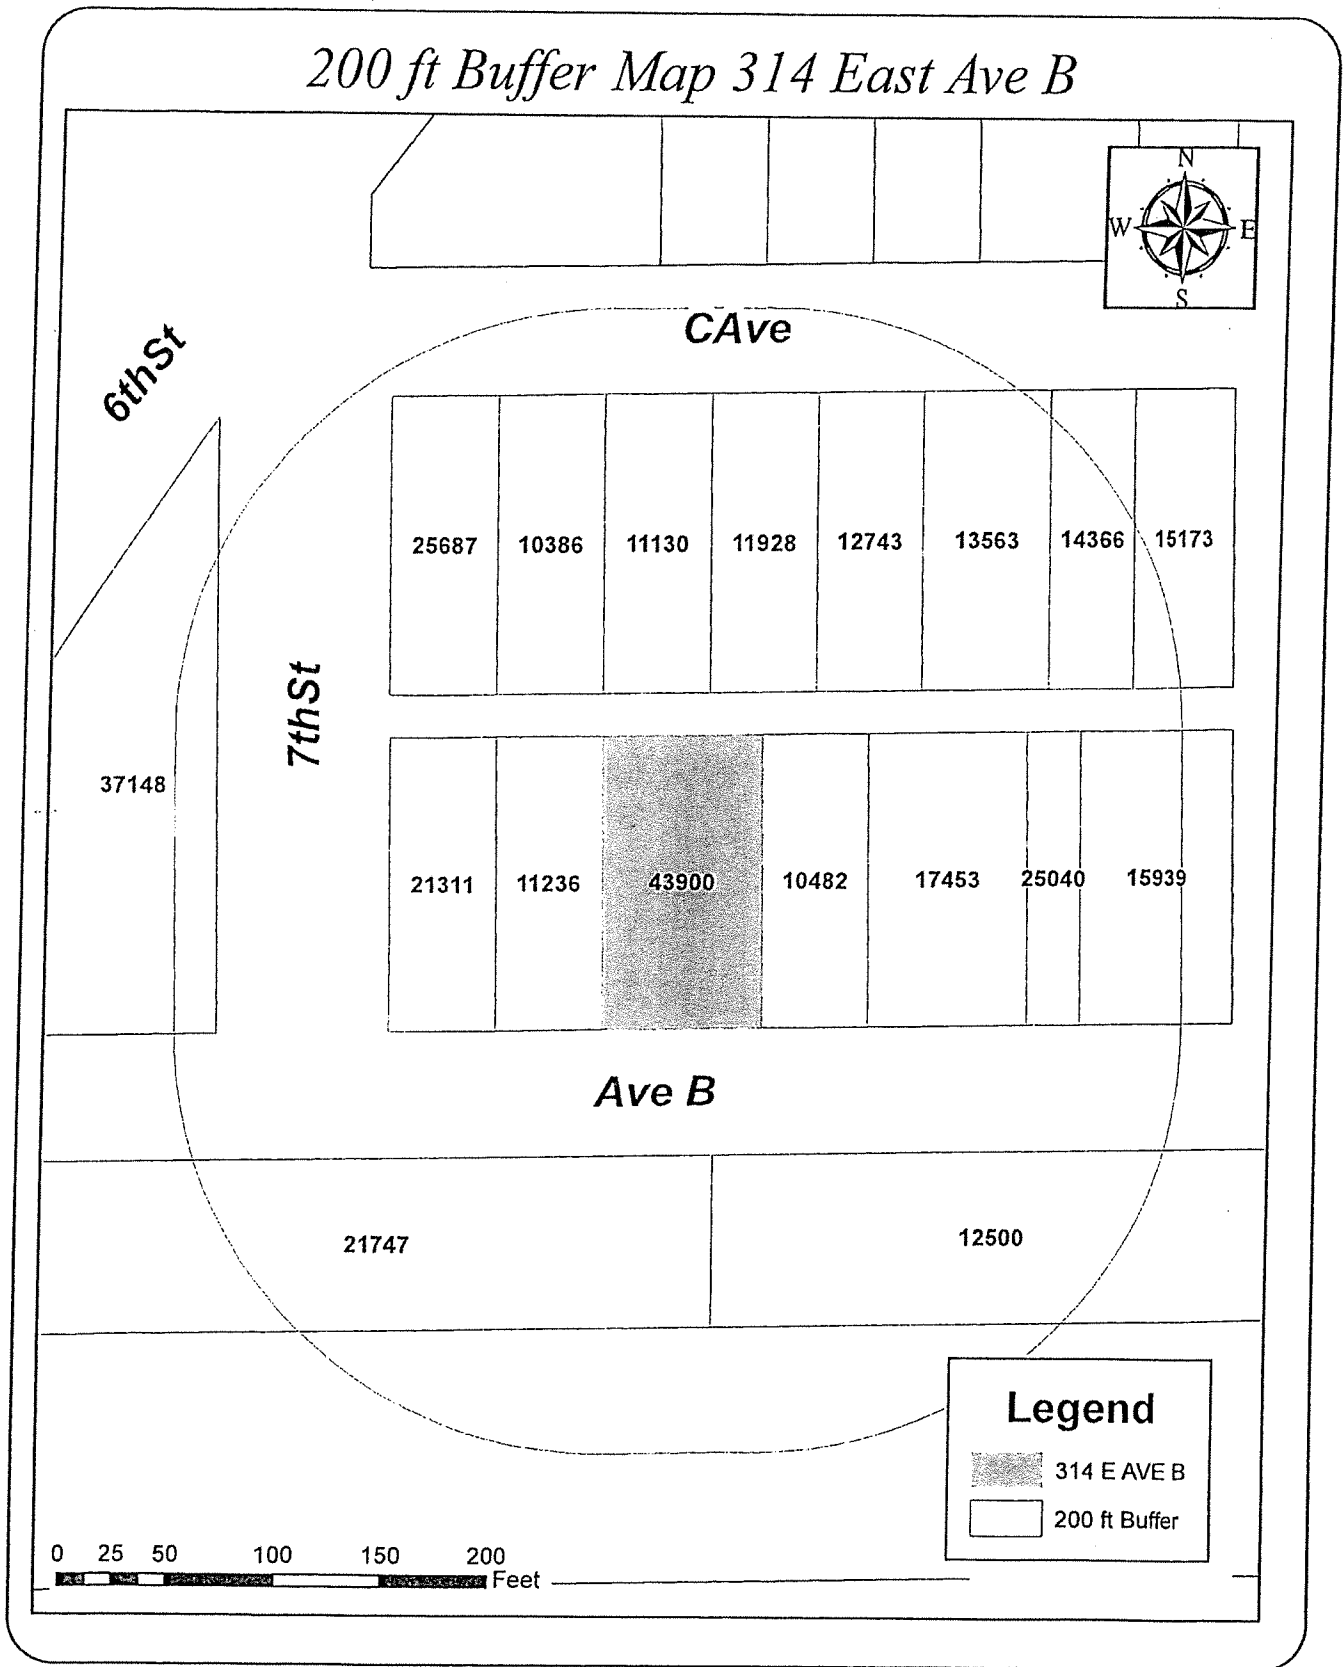 200 ft Buffer Map 314 East Ave B
N
W E
S
CAve
6thSt
25687 10386 11130 11928 12743 13563 14366 15173
7thSt
37148
21311 11236 43900 10482 17453 25040 15939
Ave B
21747 12500
Legend
314 E AVE B
200 ft Buffer
0 25 50 100 150 200
Feet